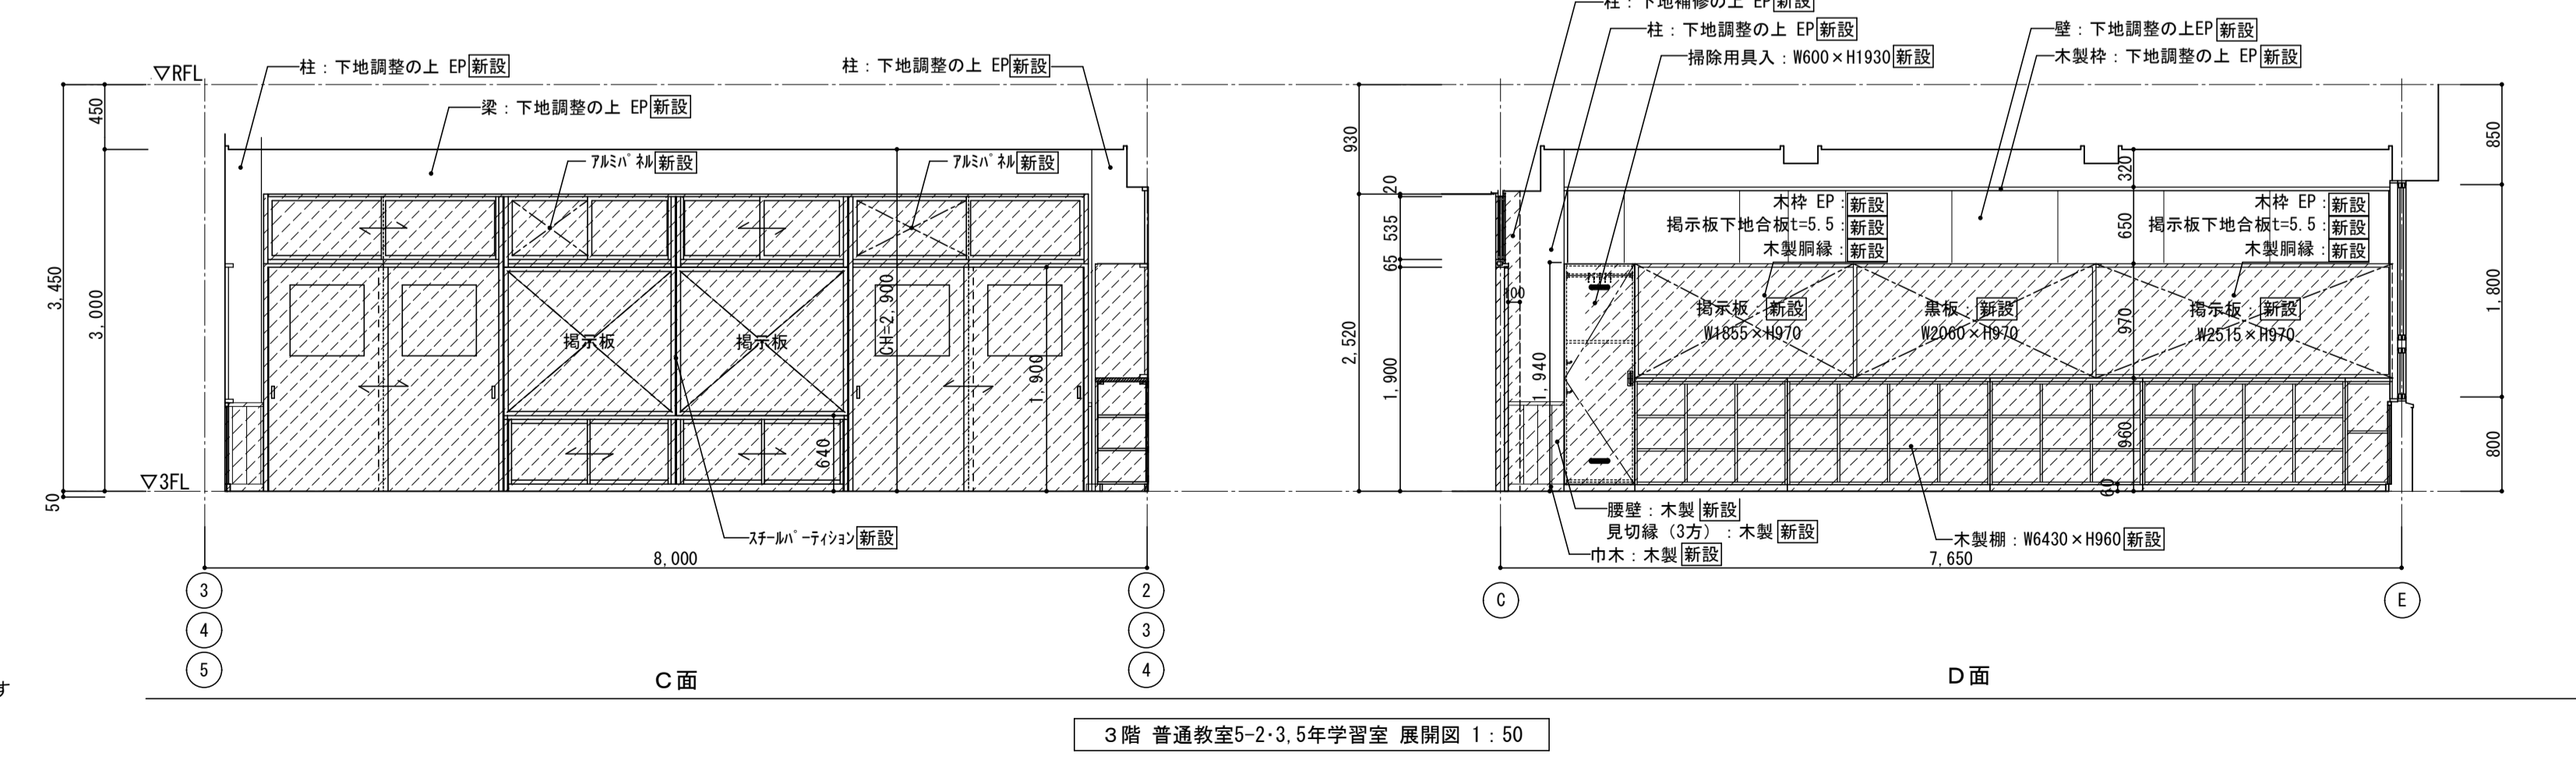 柱：下地補修の上 EP 新設
柱：下地調整の上 EP 新設
掃除用具入：W600×H1930 新設
壁：下地調整の上EP 新設
木製枠：下地調整の上 EP 新設
▽RFL
柱：下地調整の上 EP 新設
柱：下地調整の上 EP 新設
梁：下地調整の上 EP 新設
アルミパネル 新設
アルミパネル 新設
450
3,450
3,000
50
▽3FL
掲示板
掲示板
CH=2,900
1,900
640
スチールパーティション 新設
8,000
3
4
5
2
3
4
C面
930
20
535
65
2,520
1,900
100
1,940
320
650
970
960
60
850
1,800
800
木枠 EP：新設
掲示板下地合板t=5.5：新設
木製胴縁：新設
木枠 EP：新設
掲示板下地合板t=5.5：新設
木製胴縁：新設
掲示板：新設
W1855×H970
黒板：新設
W2060×H970
掲示板：新設
W2515×H970
腰壁：木製 新設
見切縁（3方）：木製 新設
巾木：木製 新設
木製棚：W6430×H960 新設
7,650
C
E
D面
す
3階 普通教室5-2･3,5年学習室 展開図 1：50